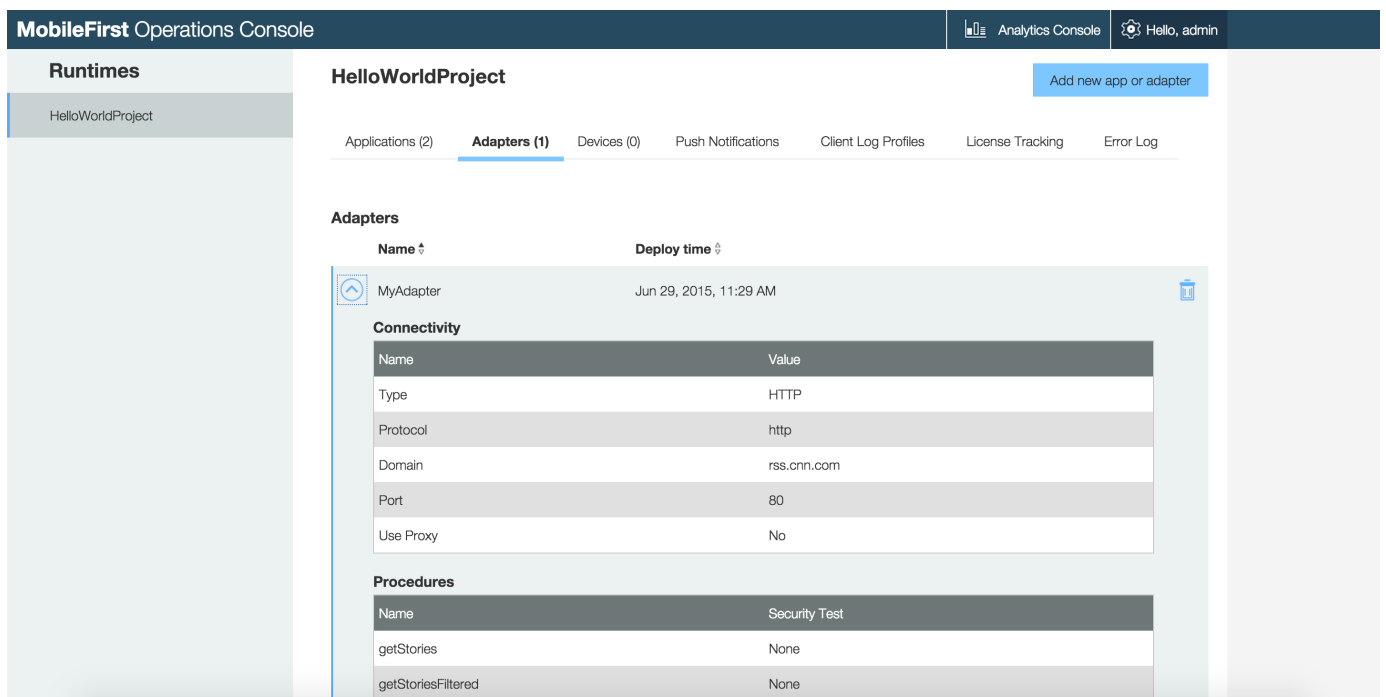 MobileFirst Operations Console
Analytics Console
Hello, admin
Runtimes
HelloWorldProject
HelloWorldProject
Add new app or adapter
Applications (2) Adapters (1) Devices (0) Push Notifications Client Log Profiles License Tracking Error Log
Adapters
Name Deploy time
MyAdapter Jun 29, 2015, 11:29 AM
Connectivity
Name Value
Type HTTP
Protocol http
Domain rss.cnn.com
Port 80
Use Proxy No
Procedures
Name Security Test
getStories None
getStoriesFiltered None